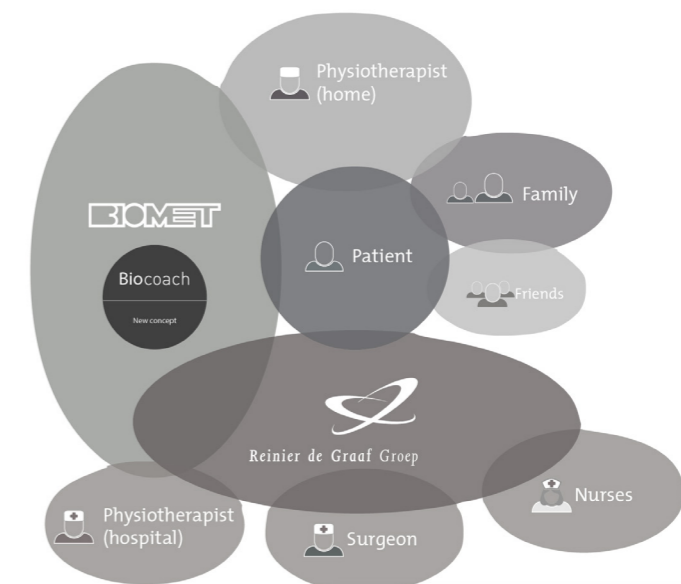 Physiotherapist
(home)
Family
BIOMET
Patient
Biocoach
Friends
New concept
Reinier de Graaf Groep
Nurses
Physiotherapist
(hospital)
Surgeon